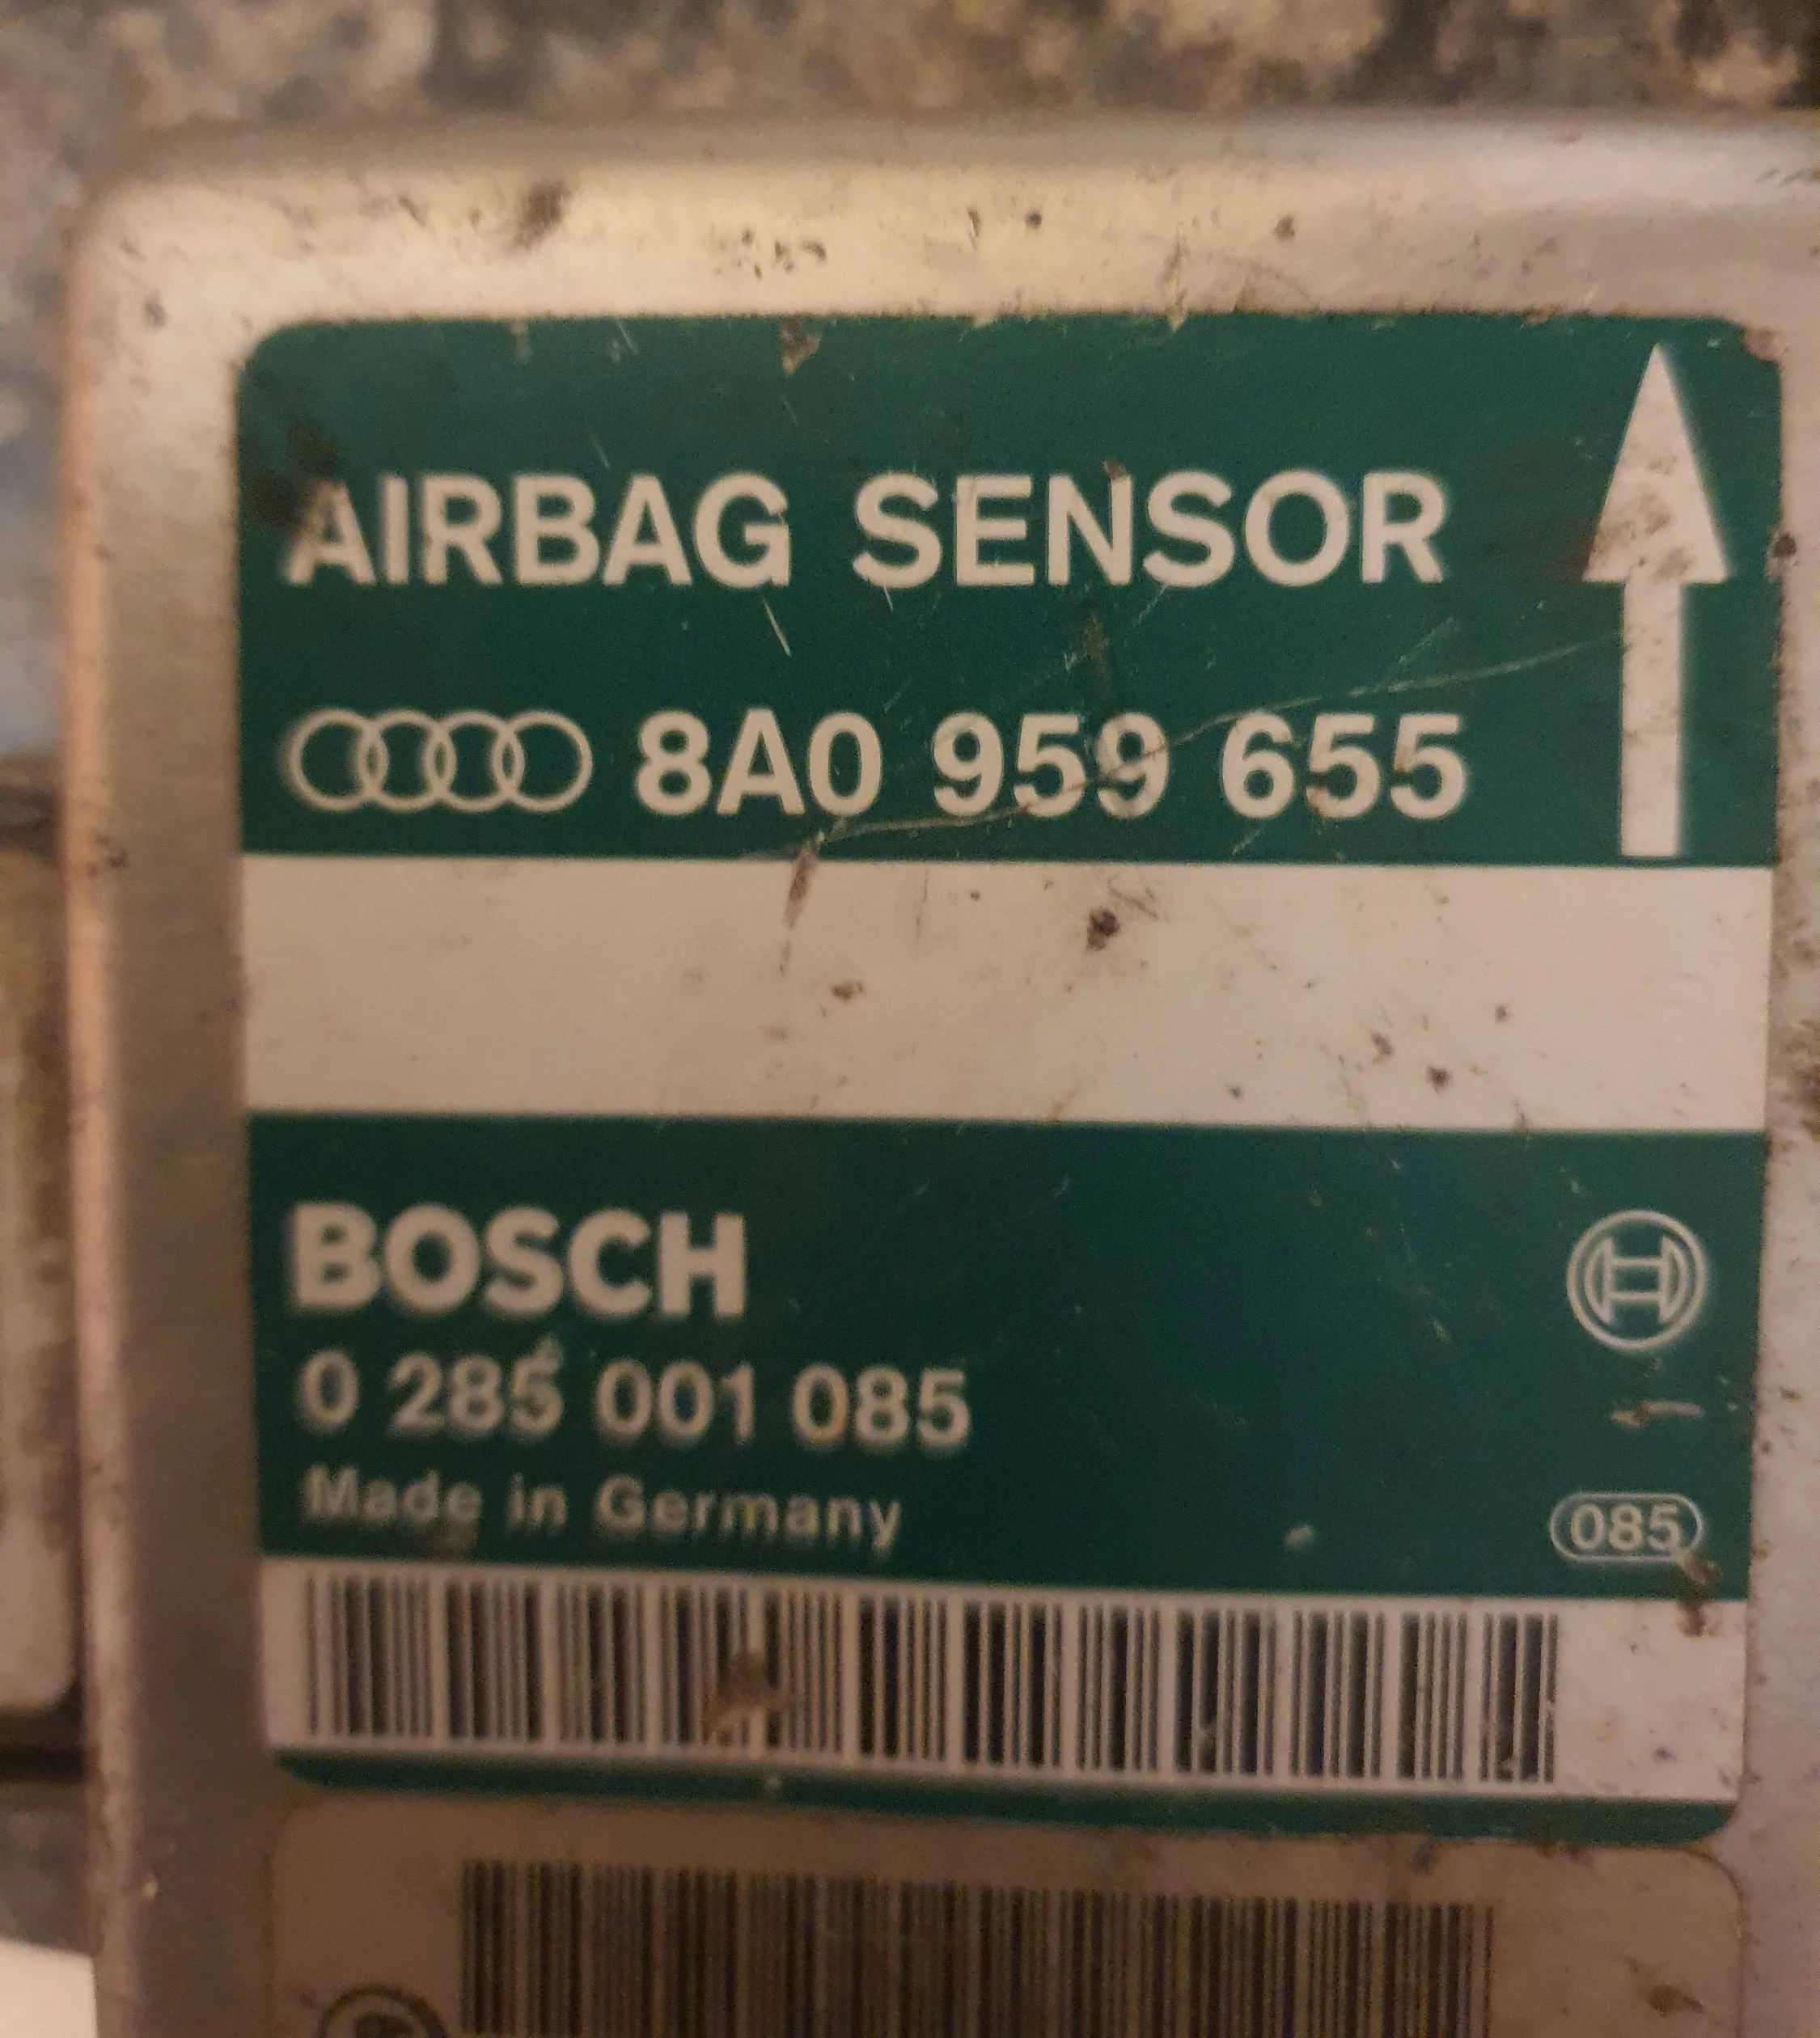 AIRBAG SENSOR
8A0 959 655
BOSCH
0 285 001 085
Made in Germany
085